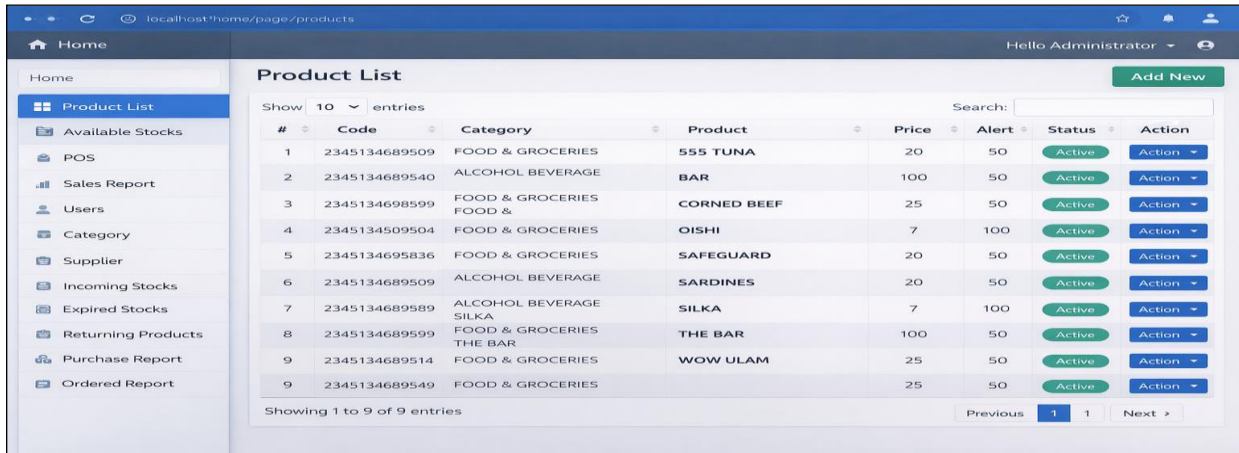 localhost*home/page/products
Home Hello Administrator
Home
Product List
Available Stocks
POS
Sales Report
Users
Category
Supplier
Incoming Stocks
Expired Stocks
Returning Products
Purchase Report
Ordered Report
Product List Add New
Show 10 entries Search:
# Code Category Product Price Alert Status Action
1 2345134689509 FOOD & GROCERIES 555 TUNA 20 50 Active Action
2 2345134689540 ALCOHOL BEVERAGE BAR 100 50 Active Action
3 2345134698599 FOOD & GROCERIES CORNED BEEF 25 50 Active Action
FOOD &
4 2345134509504 FOOD & GROCERIES OISHI 7 100 Active Action
5 2345134695836 FOOD & GROCERIES SAFEGUARD 20 50 Active Action
6 2345134689509 ALCOHOL BEVERAGE SARDINES 20 50 Active Action
7 2345134689589 ALCOHOL BEVERAGE SILKA 7 100 Active Action
SILKA
8 2345134689599 FOOD & GROCERIES THE BAR 100 50 Active Action
THE BAR
9 2345134689514 FOOD & GROCERIES WOW ULAM 25 50 Active Action
9 2345134689549 FOOD & GROCERIES 25 50 Active Action
Showing 1 to 9 of 9 entries Previous 1 1 Next >